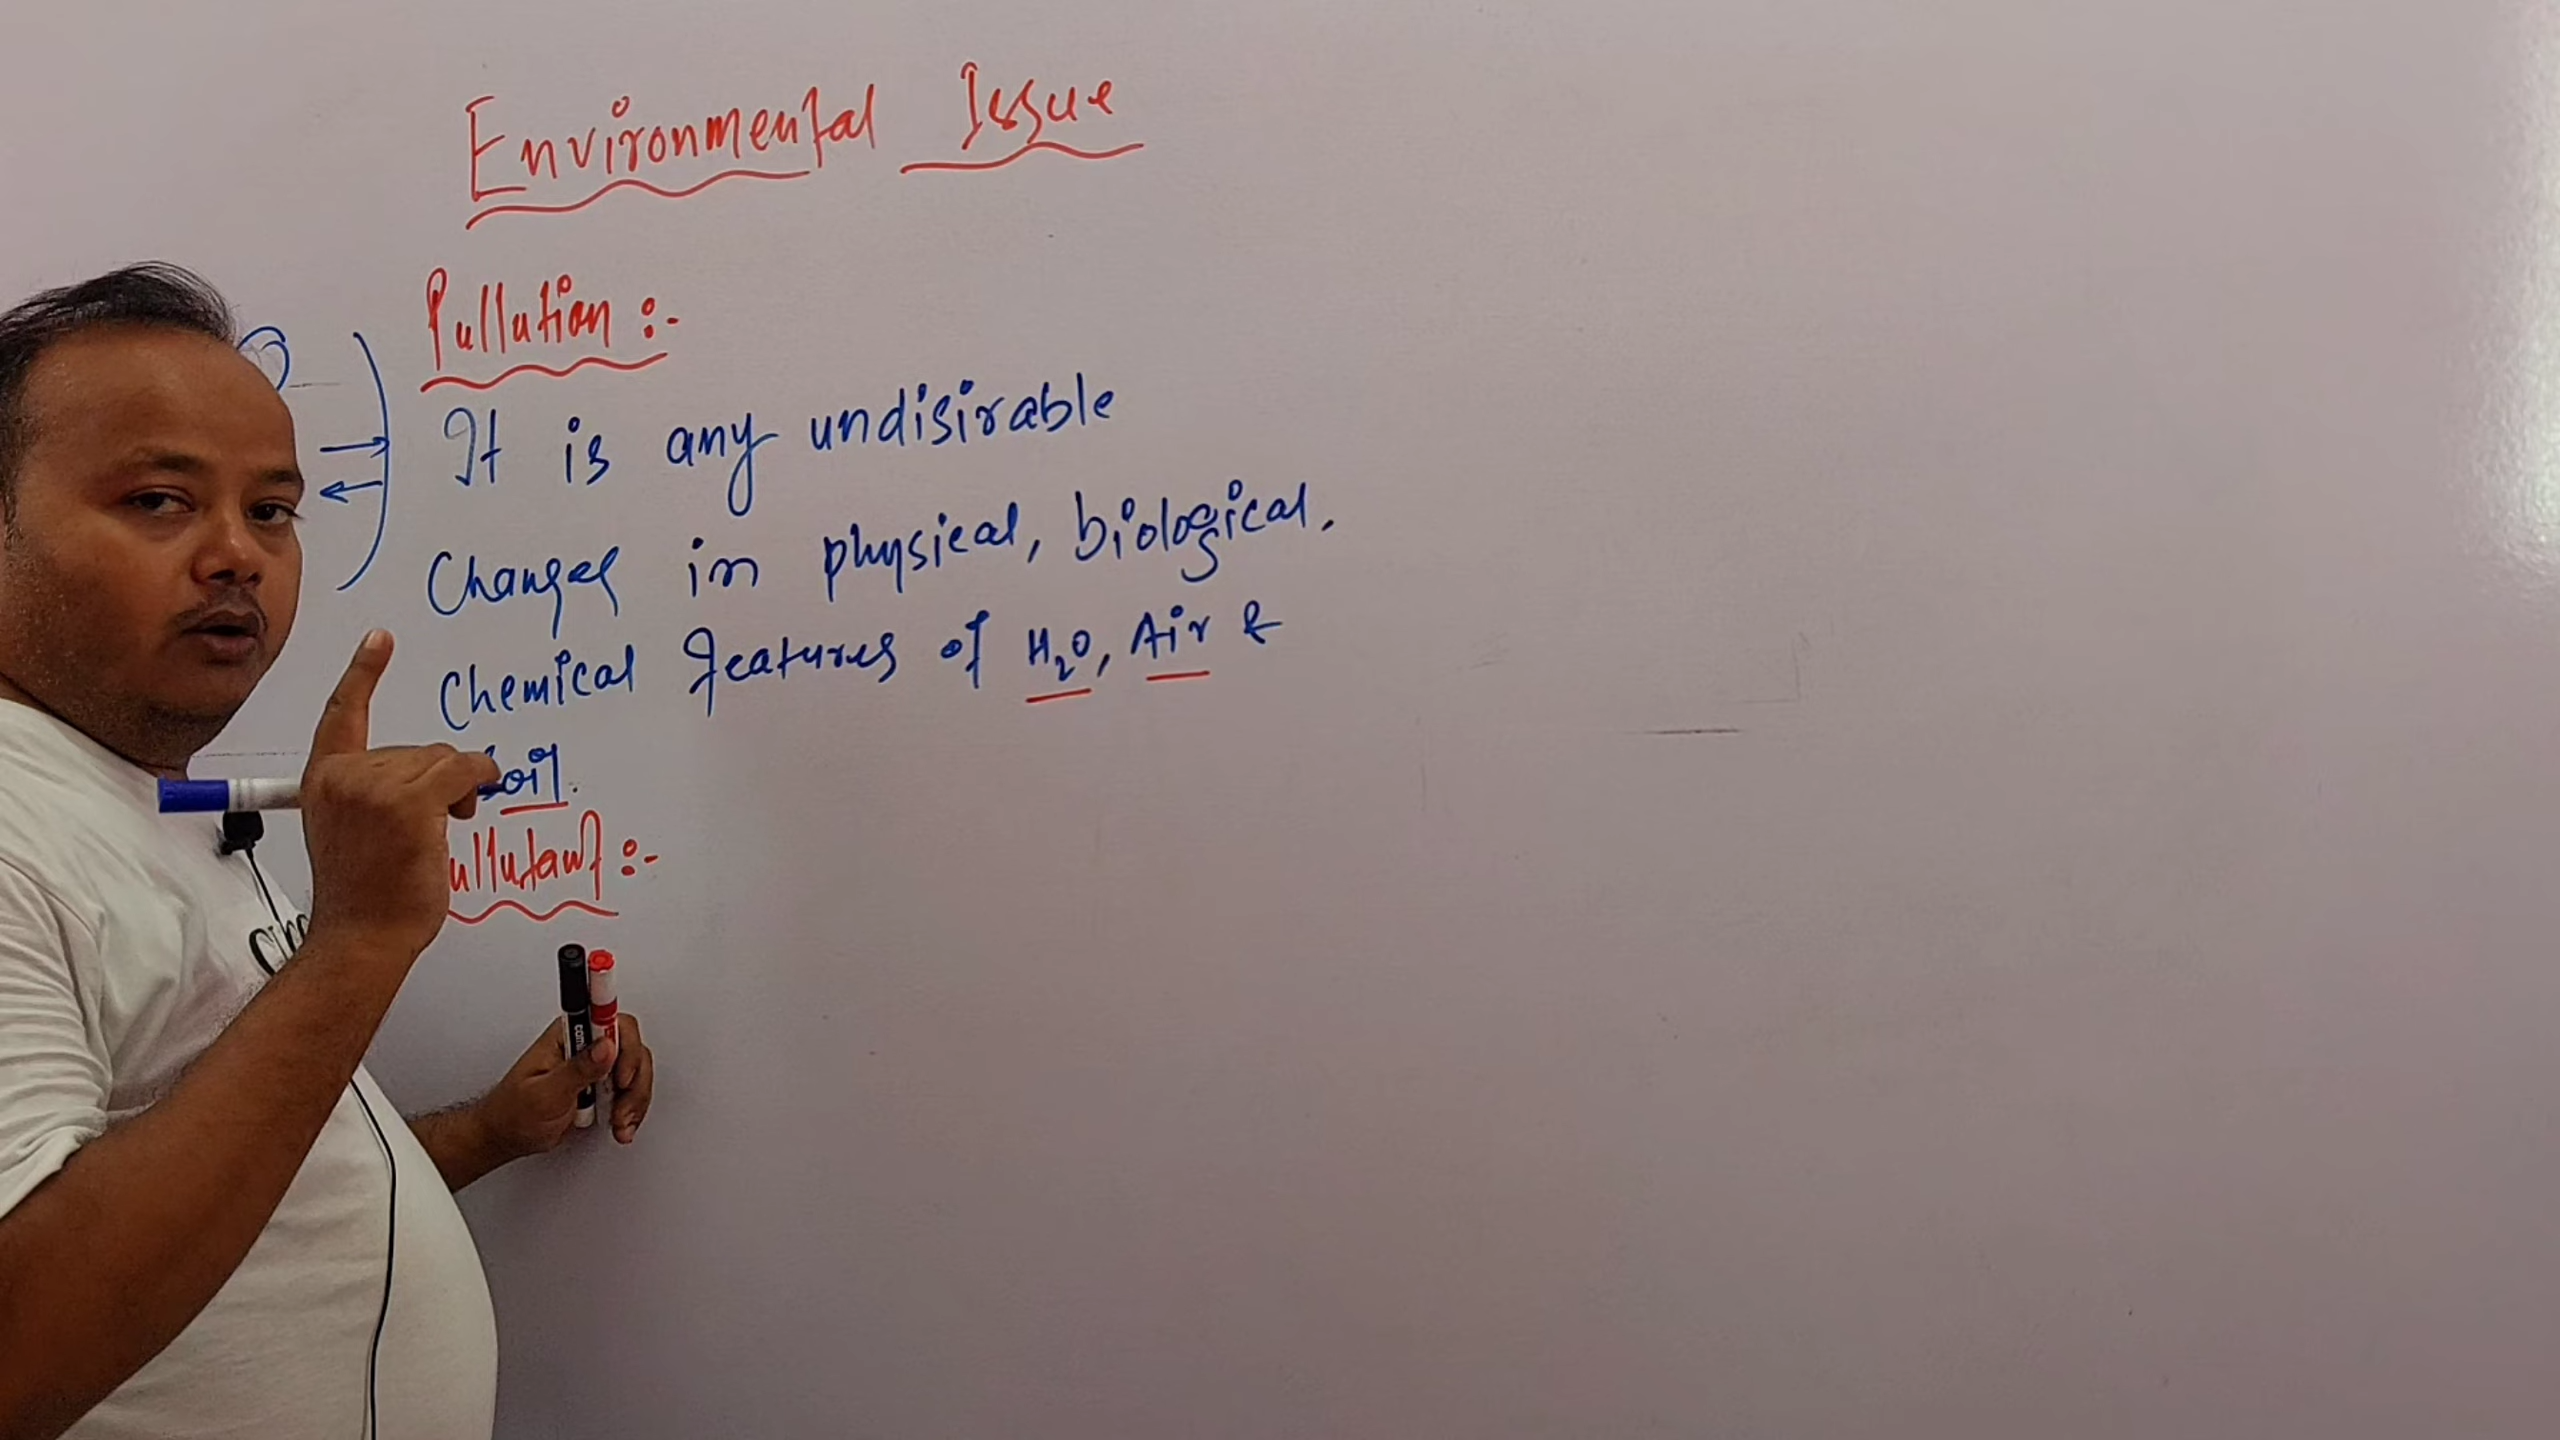 Environmental Issue
Pullution :-
It is any undisirable
Changes in physical, biological,
Chemical features of H₂O, Air &
Soil.
Pullutant :-